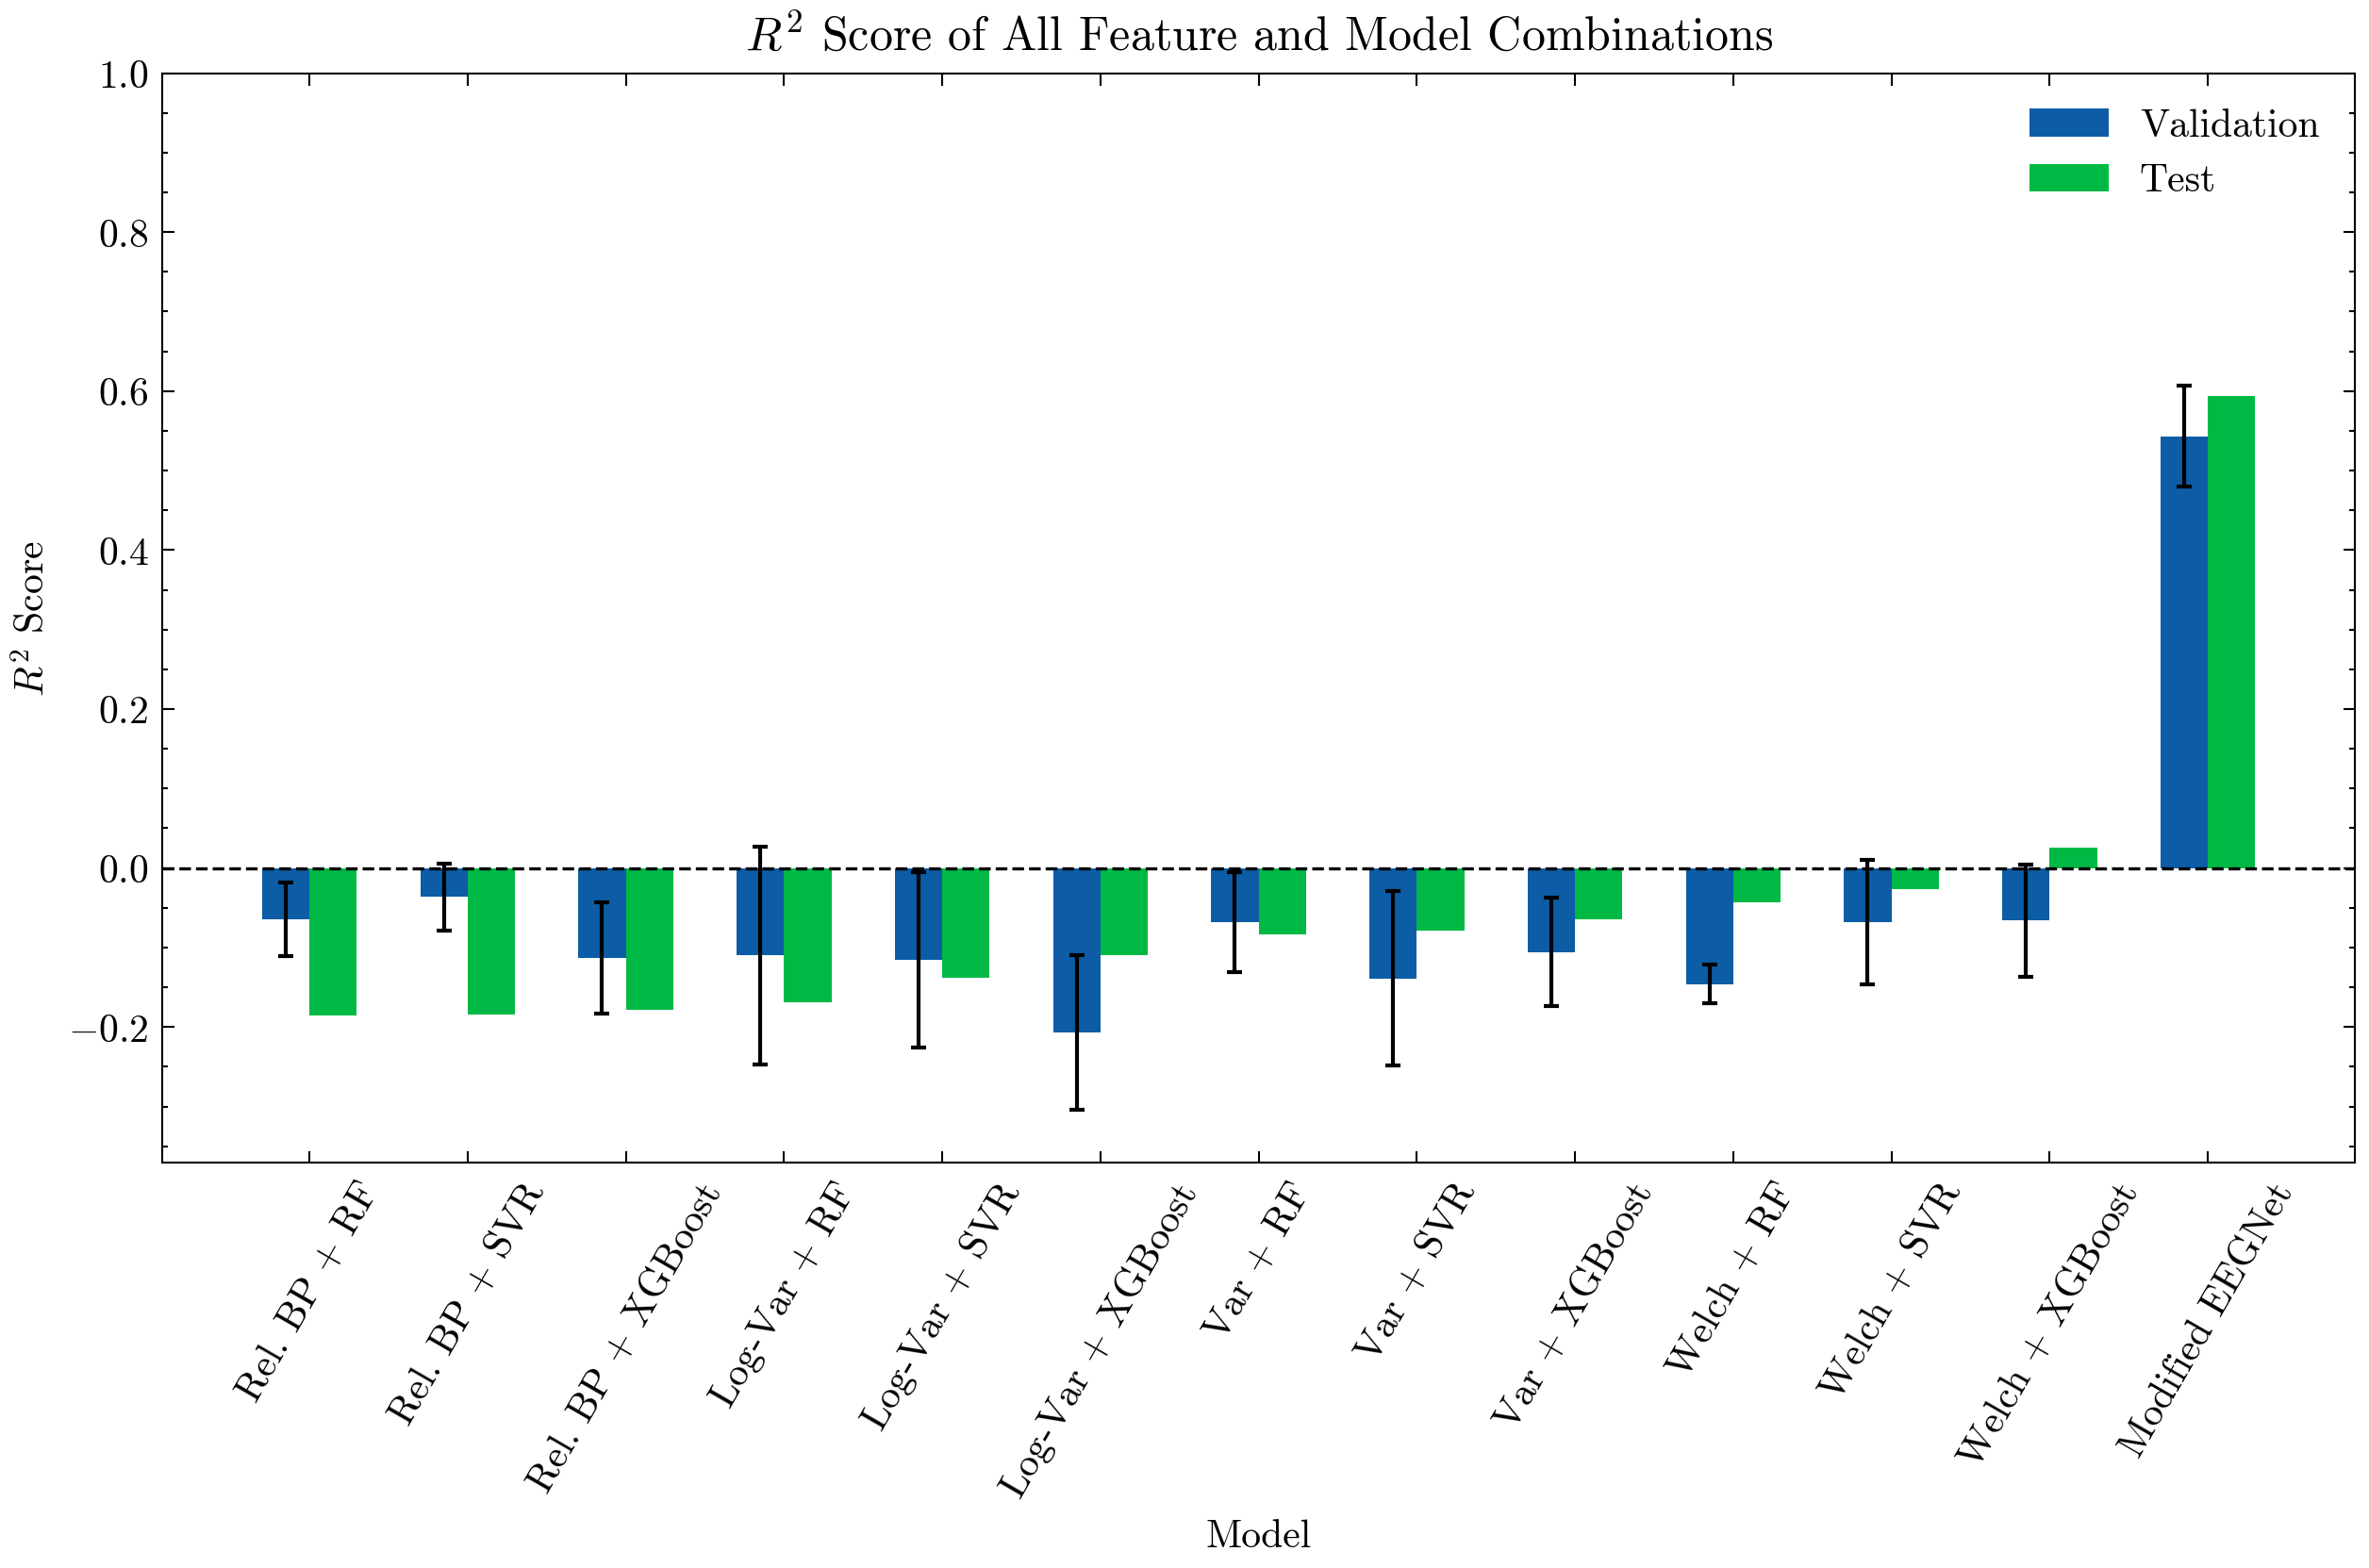 R² Score of All Feature and Model Combinations
1.0
0.8
0.6
0.4
0.2
0.0
−0.2
R² Score
Validation
Test
Rel. BP + RF
Rel. BP + SVR
Rel. BP + XGBoost
Log-Var + RF
Log-Var + SVR
Log-Var + XGBoost
Var + RF
Var + SVR
Var + XGBoost
Welch + RF
Welch + SVR
Welch + XGBoost
Modified EEGNet
Model